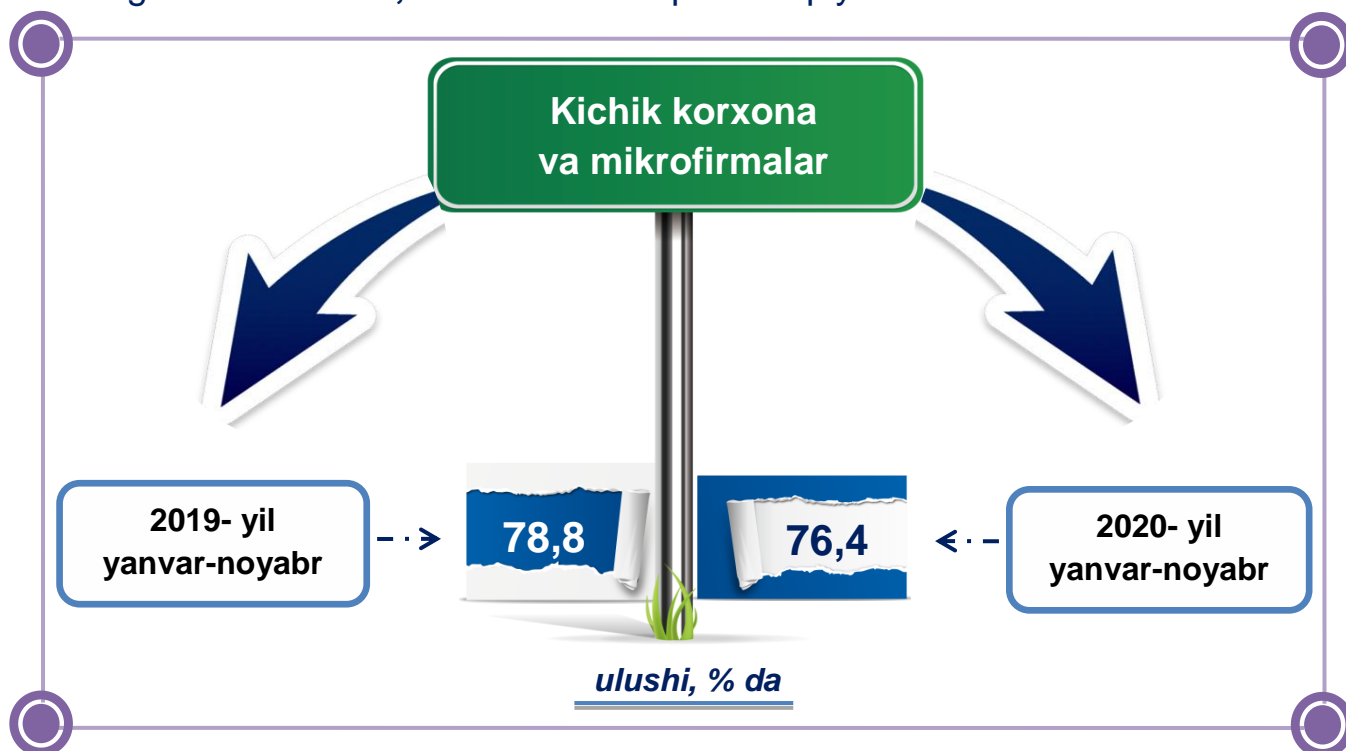 Kichik korxona
va mikrofirmalar
2019- yil
yanvar-noyabr
78,8
76,4
2020- yil
yanvar-noyabr
ulushi, % da